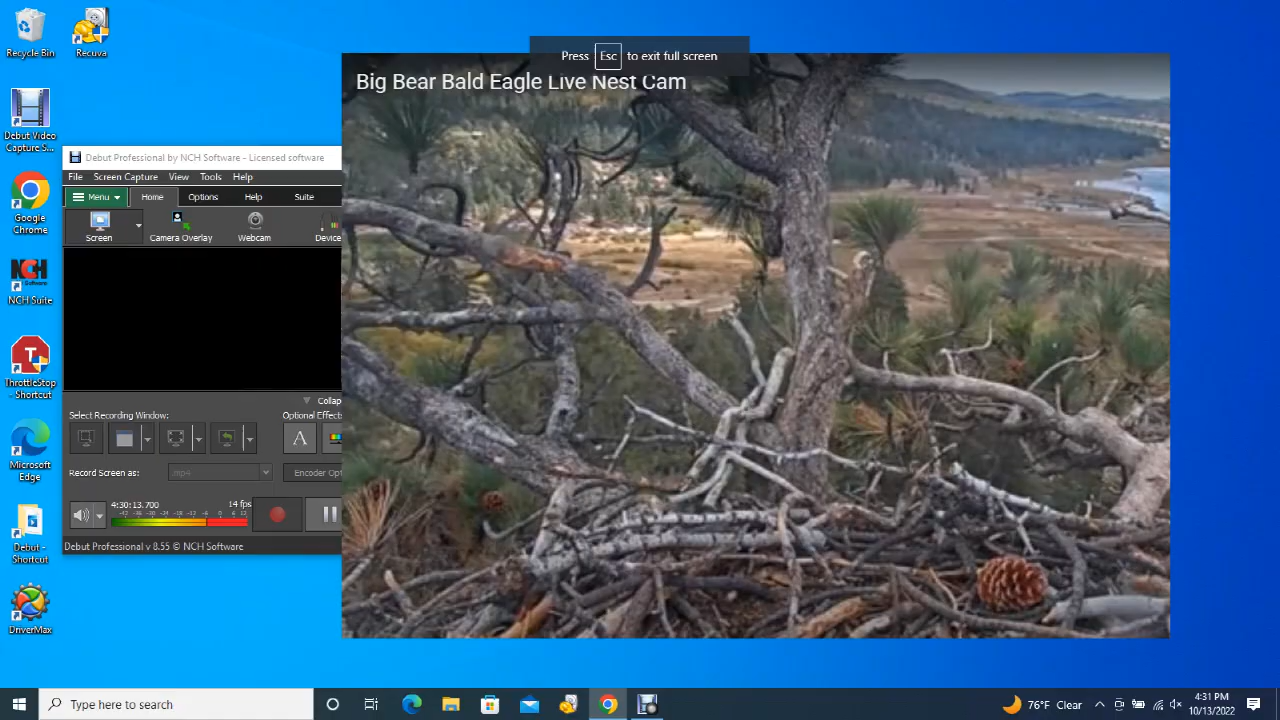 Recycle Bin
Recuva
Debut Video
Capture S...
Google
Chrome
NCH Suite
ThrottleStop
- Shortcut
Microsoft
Edge
Debut -
Shortcut
DriverMax
Press Esc to exit full screen
Big Bear Bald Eagle Live Nest Cam
Debut Professional by NCH Software - Licensed software
File Screen Capture View Tools Help
Menu Home Options Help Suite
Screen Camera Overlay Webcam Device
Collap
Select Recording Window: Optional Effects
A
Record Screen as: .mp4 Encoder Opt
4:30:13.700 14 fps
Debut Professional v 8.55 © NCH Software
Type here to search
76°F Clear
4:31 PM
10/13/2022